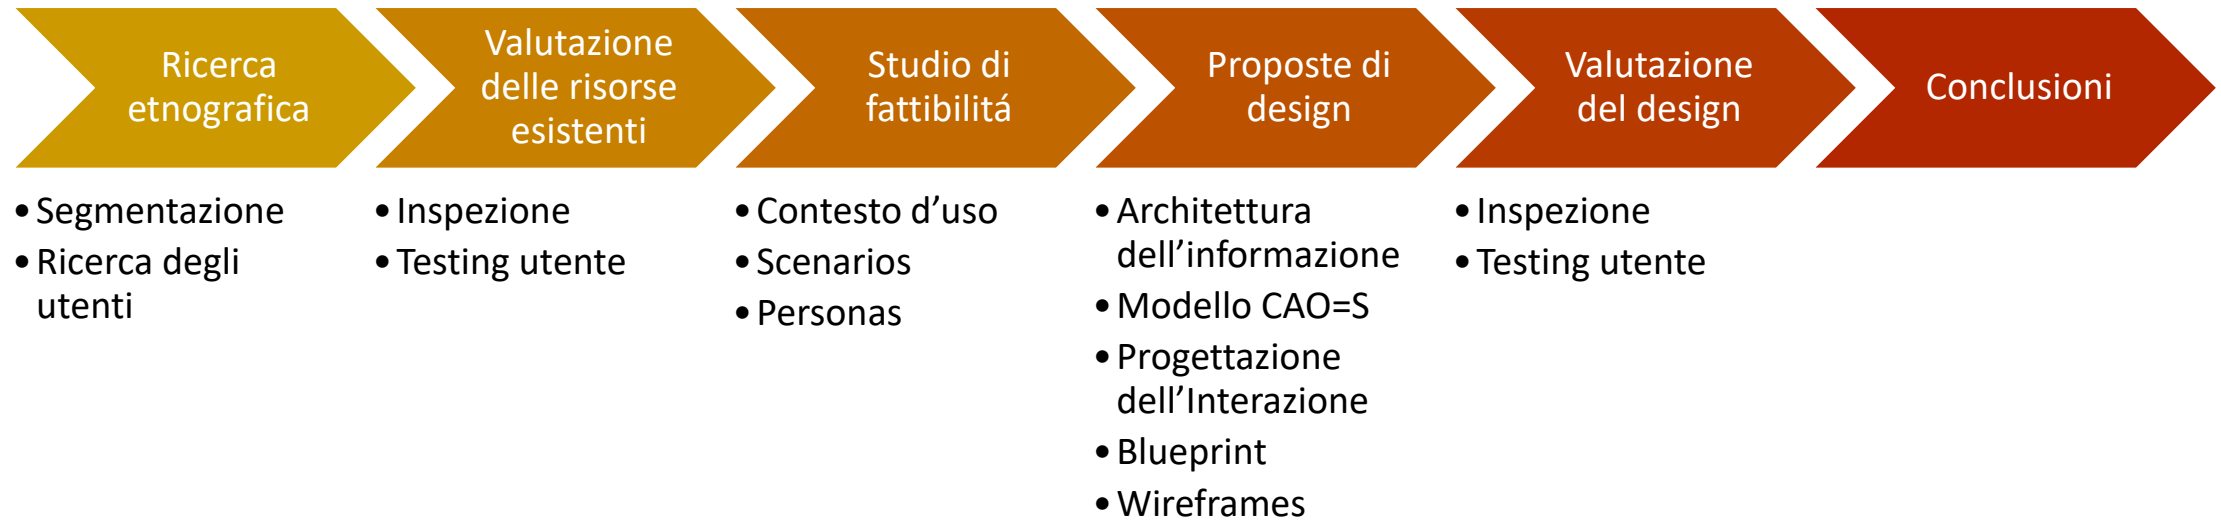 Ricerca
etnografica
Valutazione
delle risorse
esistenti
Studio di
fattibilitá
Proposte di
design
Valutazione
del design
Conclusioni
• Segmentazione
• Ricerca degli
utenti
• Inspezione
• Testing utente
• Contesto d’uso
• Scenarios
• Personas
• Architettura
dell’informazione
• Modello CAO=S
• Progettazione
dell’Interazione
• Blueprint
• Wireframes
• Inspezione
• Testing utente